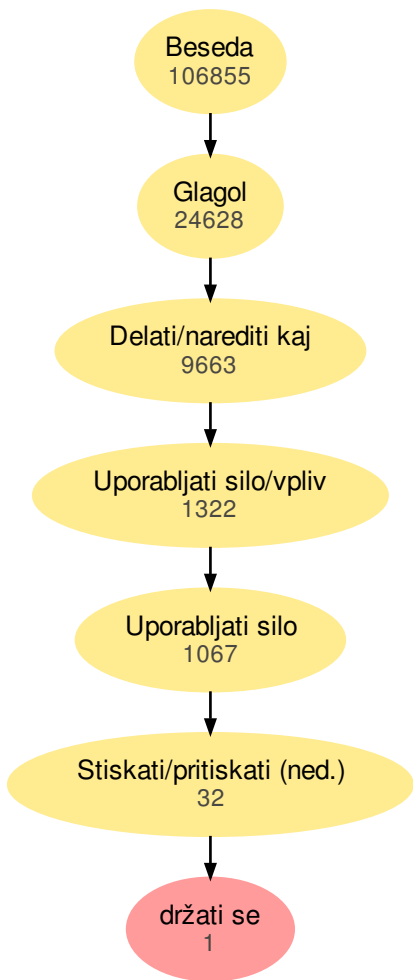 Beseda
106855
Glagol
24628
Delati/narediti kaj
9663
Uporabljati silo/vpliv
1322
Uporabljati silo
1067
Stiskati/pritiskati (ned.)
32
držati se
1